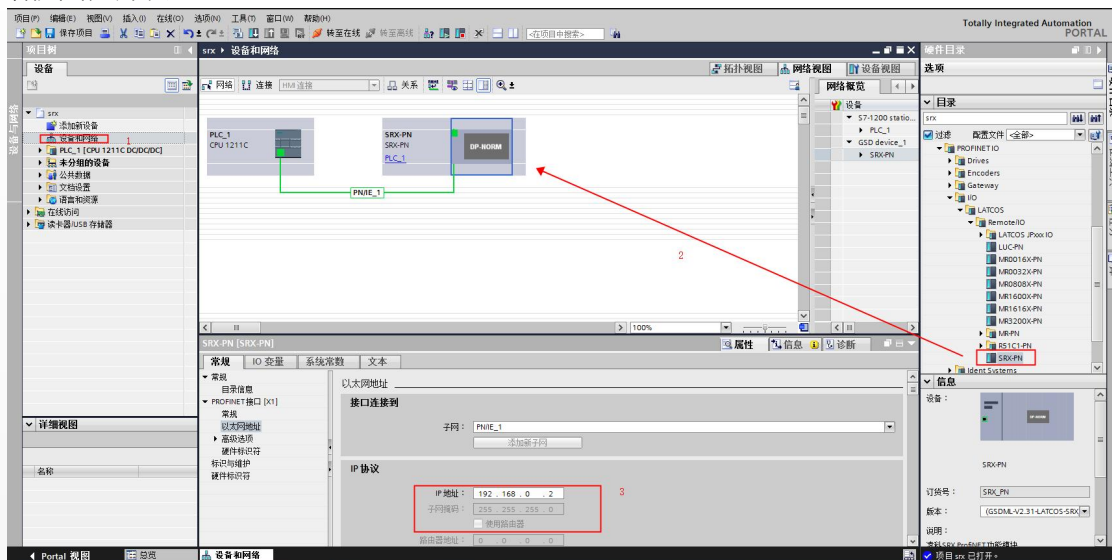 项目(P) 编辑(E) 视图(V) 插入(I) 在线(O) 选项(N) 工具(T) 窗口(W) 帮助(H)
Totally Integrated Automation
PORTAL
保存项目 转至在线 转至离线 <在项目中搜索>
项目树
srx ▸ 设备和网络
硬件目录
设备
拓扑视图 网络视图 设备视图
选项
网络 连接 HMI 连接 关系
网络概览
设备与网络
srx
添加新设备
设备和网络 1
PLC_1 [CPU 1211C DC/DC/DC]
未分组的设备
公共数据
文档设置
语言和资源
在线访问
读卡器/USB 存储器
PLC_1
CPU 1211C
SRX-PN
SRX-PN
PLC_1
DP-NORM
PN/IE_1
2
设备
S7-1200 statio...
PLC_1
GSD device_1
SRX-PN
目录
srx
过滤 配置文件 <全部>
PROFINET IO
Drives
Encoders
Gateway
I/O
LATCOS
Remote I/O
LATCOS JPxxx IO
LUC-PN
MR0016X-PN
MR0032X-PN
MR0808X-PN
MR1600X-PN
MR1616X-PN
MR3200X-PN
MR-PN
R51C1-PN
SRX-PN
Ident Systems
100%
SRX-PN [SRX-PN]
属性 信息 诊断
常规 IO 变量 系统常数 文本
常规
目录信息
PROFINET接口 [X1]
常规
以太网地址
高级选项
硬件标识符
标识与维护
硬件标识符
以太网地址
接口连接到
子网: PN/IE_1
添加新子网
IP 协议
IP 地址: 192 . 168 . 0 . 2
3
子网掩码: 255 . 255 . 255 . 0
使用路由器
路由器地址: 0 . 0 . 0 . 0
详细视图
名称
信息
设备:
DP-NORM
SRX-PN
订货号: SRX_PN
版本: (GSDML-V2.31-LATCOS-SRX
说明:
Portal 视图 总览 设备和网络
项目 srx 已打开。